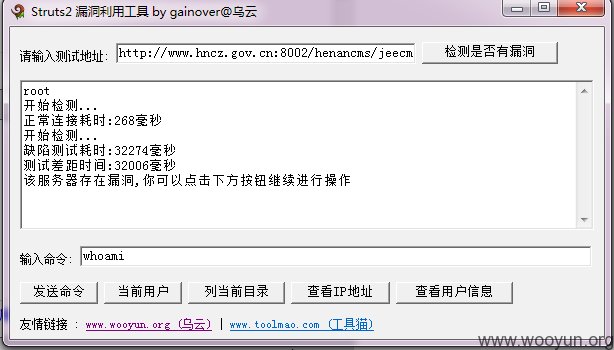 Struts2 漏洞利用工具 by gainover@乌云
请输入测试地址: http://www.hncz.gov.cn:8002/henancms/jeecm 检测是否有漏洞
root
开始检测...
正常连接耗时:268毫秒
开始检测...
缺陷测试耗时:32274毫秒
测试差距时间:32006毫秒
该服务器存在漏洞,你可以点击下方按钮继续进行操作
输入命令: whoami
发送命令 当前用户 列当前目录 查看IP地址 查看用户信息
友情链接 : www.wooyun.org (乌云) | www.toolmao.com (工具猫)
www.wooyun.org